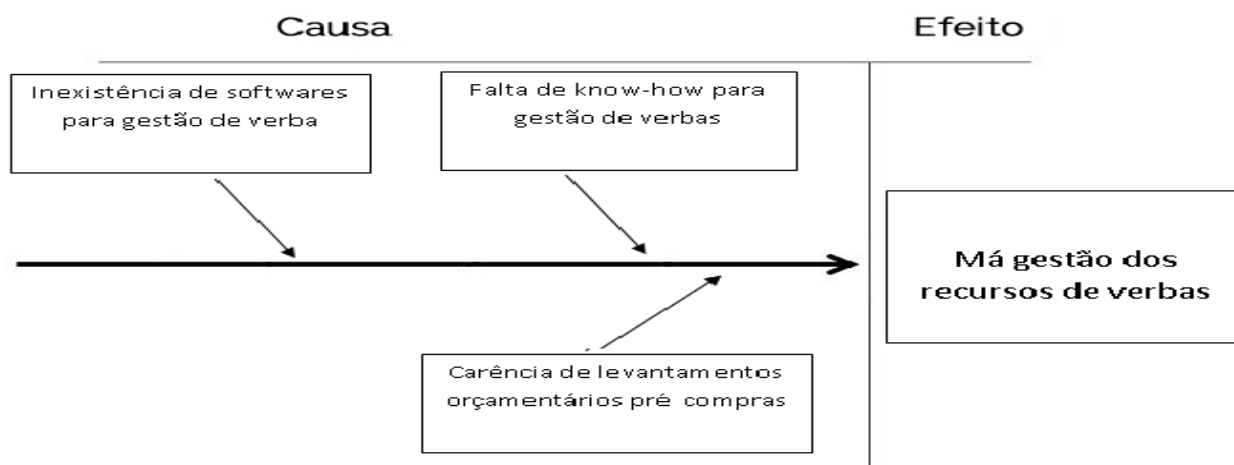 Causa
Efeito
Inexistência de softwares
para gestão de verba
Falta de know-how para
gestão de verbas
Má gestão dos
recursos de verbas
Carência de levantamentos
orçamentários pré compras